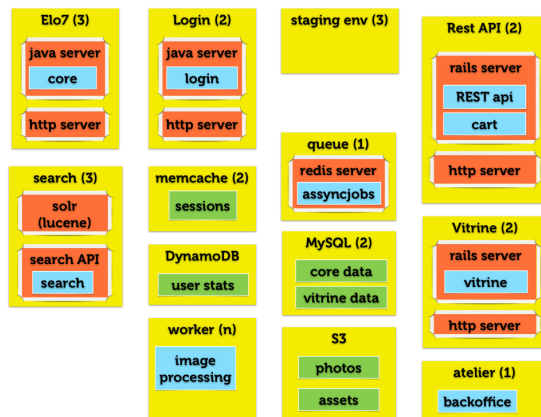 Elo7 (3)
java server
core
http server
Login (2)
java server
login
http server
staging env (3)
Rest API (2)
rails server
REST api
cart
http server
queue (1)
redis server
assyncjobs
search (3)
solr
(lucene)
search API
search
memcache (2)
sessions
DynamoDB
user stats
MySQL (2)
core data
vitrine data
Vitrine (2)
rails server
vitrine
http server
worker (n)
image
processing
S3
photos
assets
atelier (1)
backoffice